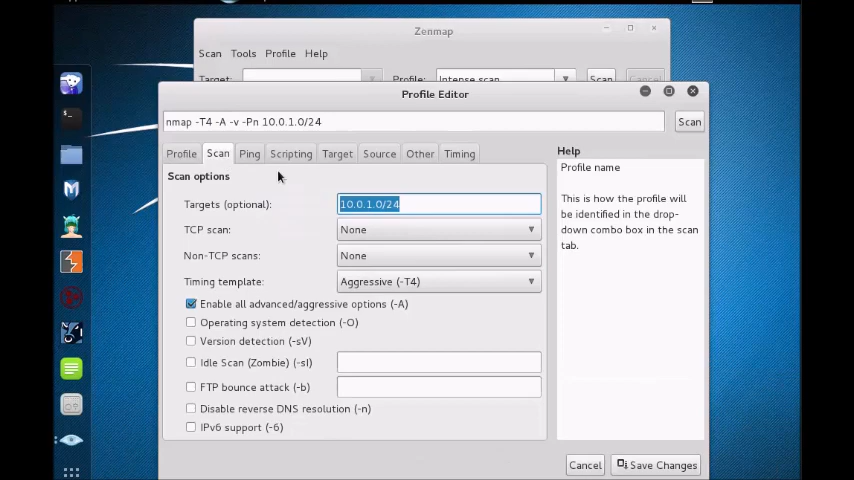 Zenmap
Scan Tools Profile Help
Target: Profile: Intense scan Scan Cancel
Profile Editor
nmap -T4 -A -v -Pn 10.0.1.0/24 Scan
Profile Scan Ping Scripting Target Source Other Timing
Help
Scan options
Profile name
Targets (optional): 10.0.1.0/24
This is how the profile will
be identified in the drop-
down combo box in the scan
tab.
TCP scan: None
Non-TCP scans: None
Timing template: Aggressive (-T4)
Enable all advanced/aggressive options (-A)
Operating system detection (-O)
Version detection (-sV)
Idle Scan (Zombie) (-sI)
FTP bounce attack (-b)
Disable reverse DNS resolution (-n)
IPv6 support (-6)
Cancel Save Changes